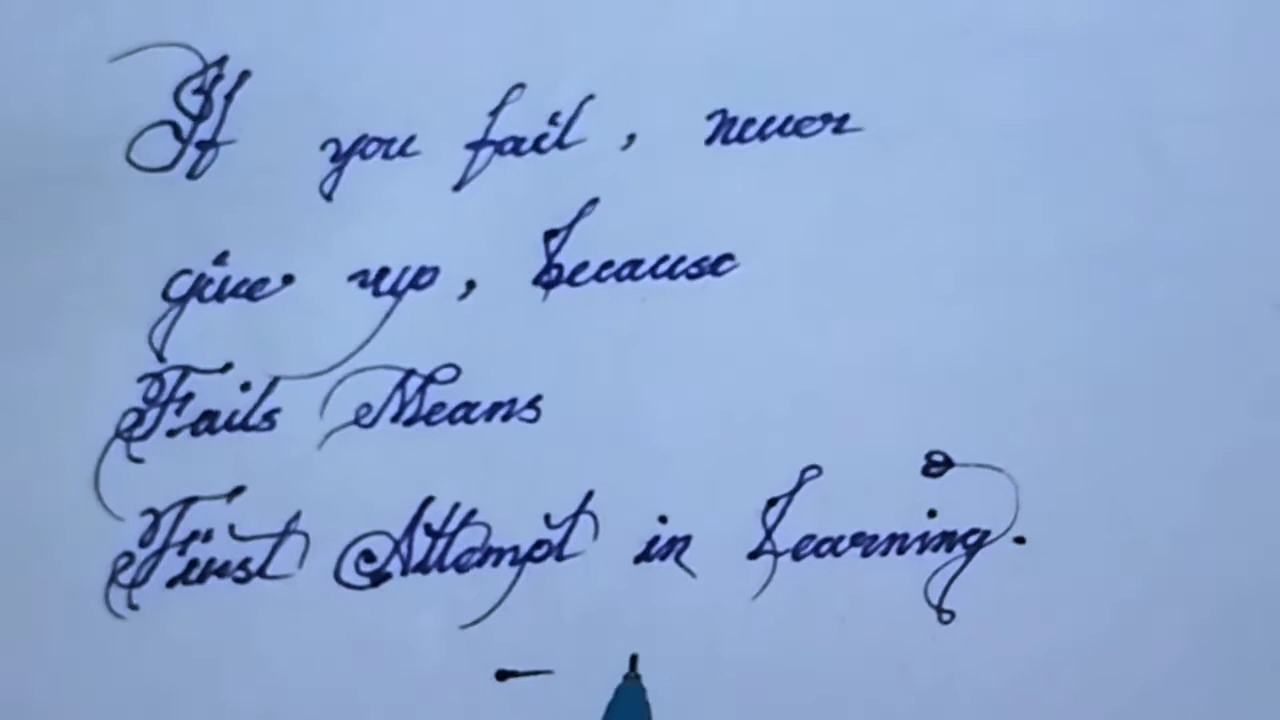 If you fail, never
give up, because
Fails Means
First Attempt in Learning.